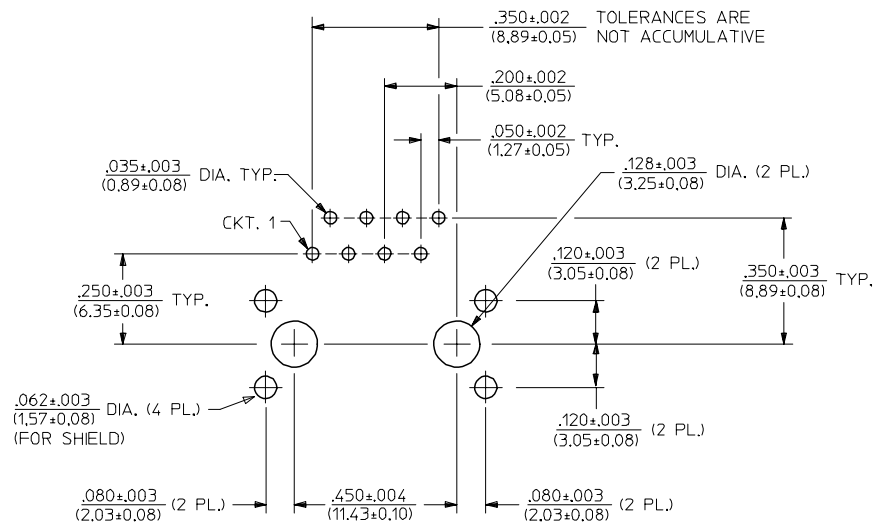 .350±.002 TOLERANCES ARE
(8,89±0,05) NOT ACCUMULATIVE
.200±.002
(5,08±0,05)
.050±.002 TYP.
(1,27±0,05)
.035±.003 DIA. TYP.
(0,89±0,08)
.128±.003 DIA. (2 PL.)
(3,25±0,08)
CKT. 1
.120±.003 (2 PL.)
(3,05±0,08)
.350±.003 TYP.
(8,89±0,08)
.250±.003 TYP.
(6,35±0,08)
.062±.003 DIA. (4 PL.)
(1,57±0,08)
(FOR SHIELD)
.120±.003 (2 PL.)
(3,05±0,08)
.080±.003 (2 PL.)
(2,03±0,08)
.450±.004
(11,43±0,10)
.080±.003 (2 PL.)
(2,03±0,08)